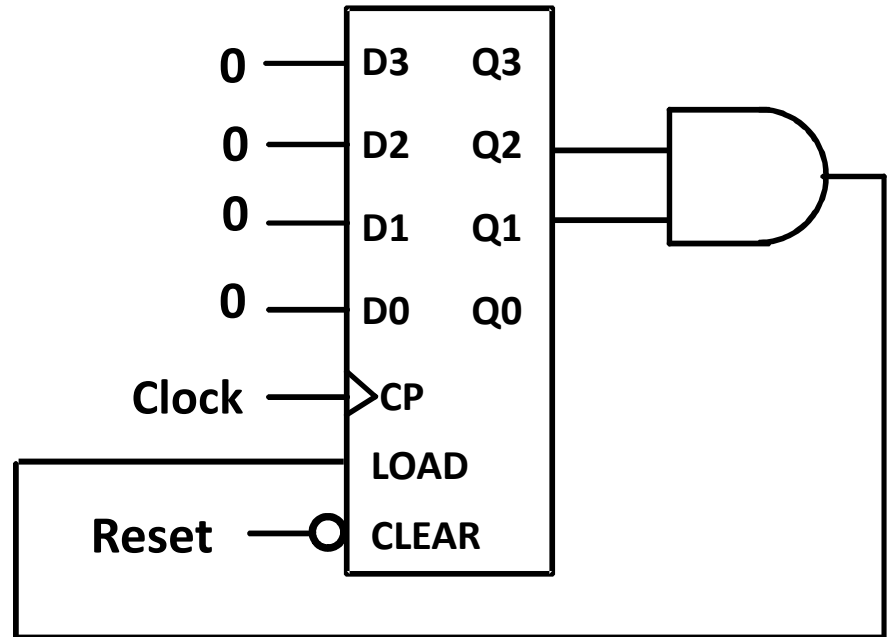 0 D3 Q3
0 D2 Q2
0 D1 Q1
0 D0 Q0
Clock CP
LOAD
Reset CLEAR